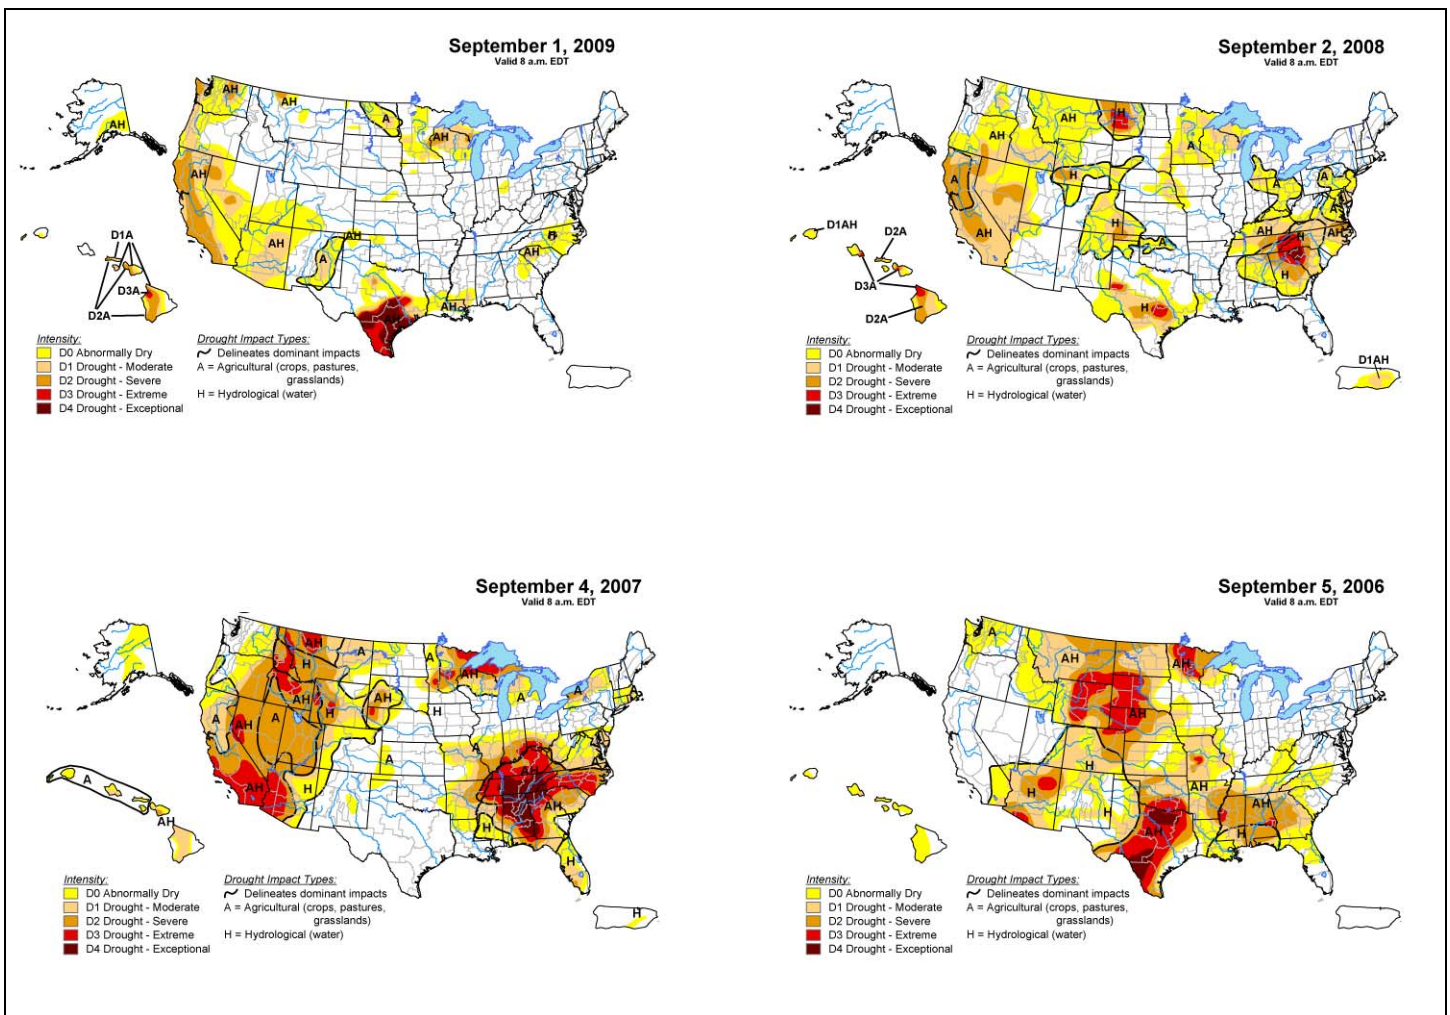 September 1, 2009
Valid 8 a.m. EDT
AH
AH
AH
A
AH
A
AH
AH
AH
A
AH
H
AH
AH
D1A
D3A
D2A
Intensity:
D0 Abnormally Dry
D1 Drought - Moderate
D2 Drought - Severe
D3 Drought - Extreme
D4 Drought - Exceptional
Drought Impact Types:
Delineates dominant impacts
A = Agricultural (crops, pastures,
grasslands)
H = Hydrological (water)
September 2, 2008
Valid 8 a.m. EDT
AH
H
AH
A
A
H
A
A
A
H
AH
AH
H
AH
A
H
H
D1AH
D2A
D3A
D2A
D1AH
Intensity:
D0 Abnormally Dry
D1 Drought - Moderate
D2 Drought - Severe
D3 Drought - Extreme
D4 Drought - Exceptional
Drought Impact Types:
Delineates dominant impacts
A = Agricultural (crops, pastures,
grasslands)
H = Hydrological (water)
September 4, 2007
Valid 8 a.m. EDT
AH
A
H
A
AH
A
A
AH
AH
H
H
A
A
AH
A
A
AH
A
AH
H
AH
H
H
A
AH
H
Intensity:
D0 Abnormally Dry
D1 Drought - Moderate
D2 Drought - Severe
D3 Drought - Extreme
D4 Drought - Exceptional
Drought Impact Types:
Delineates dominant impacts
A = Agricultural (crops, pastures,
grasslands)
H = Hydrological (water)
September 5, 2006
Valid 8 a.m. EDT
A
AH
AH
AH
H
H
AH
H
AH
AH
H
Intensity:
D0 Abnormally Dry
D1 Drought - Moderate
D2 Drought - Severe
D3 Drought - Extreme
D4 Drought - Exceptional
Drought Impact Types:
Delineates dominant impacts
A = Agricultural (crops, pastures,
grasslands)
H = Hydrological (water)